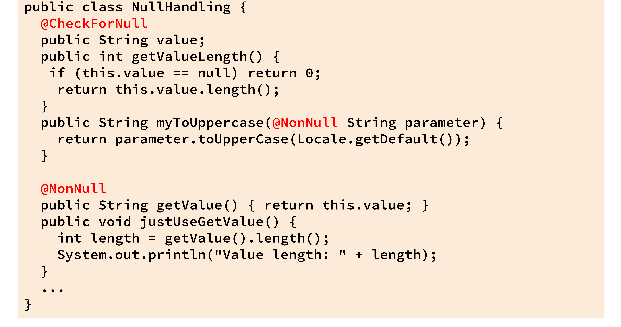 public class NullHandling {
  @CheckForNull
  public String value;
  public int getValueLength() {
   if (this.value == null) return 0;
    return this.value.length();
  }
  public String myToUppercase(@NonNull String parameter) {
    return parameter.toUpperCase(Locale.getDefault());
  }

  @NonNull
  public String getValue() { return this.value; }
  public void justUseGetValue() {
    int length = getValue().length();
    System.out.println("Value length: " + length);
  }
  ...
}